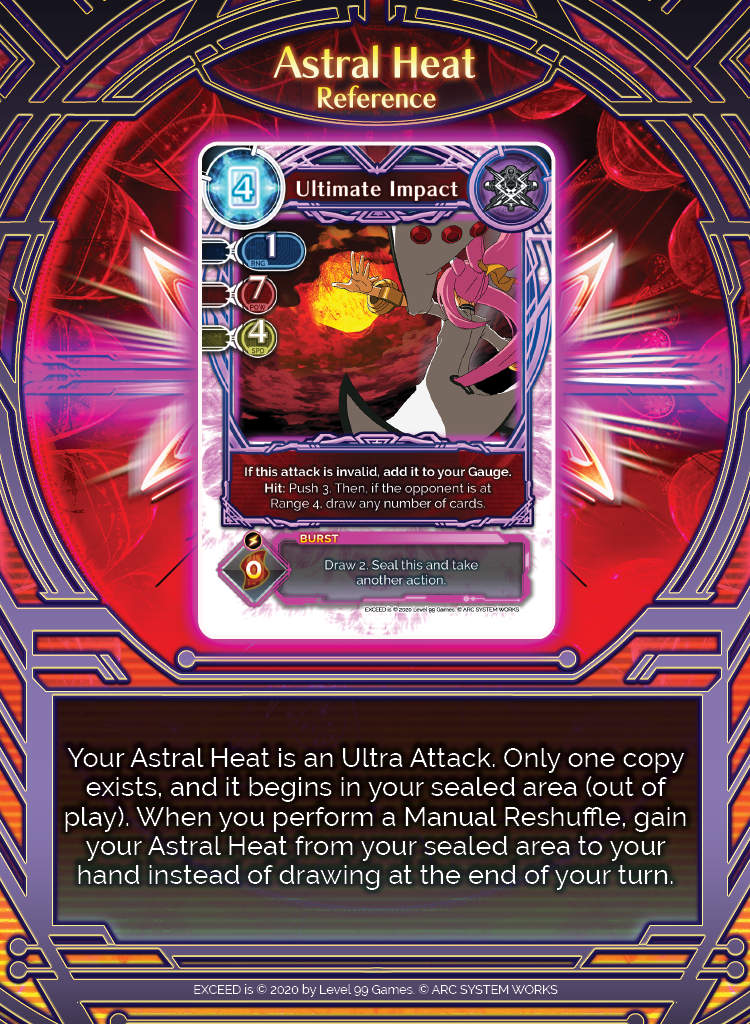 Astral Heat
Reference
4
Ultimate Impact
1
RNG
7
POW
4
SPD
If this attack is invalid, add it to your Gauge.
Hit: Push 3. Then, if the opponent is at
Range 4, draw any number of cards.
BURST
0
Draw 2. Seal this and take
another action.
EXCEED is © 2020 Level 99 Games. © ARC SYSTEM WORKS
Your Astral Heat is an Ultra Attack. Only one copy
exists, and it begins in your sealed area (out of
play). When you perform a Manual Reshuffle, gain
your Astral Heat from your sealed area to your
hand instead of drawing at the end of your turn.
EXCEED is © 2020 by Level 99 Games. © ARC SYSTEM WORKS